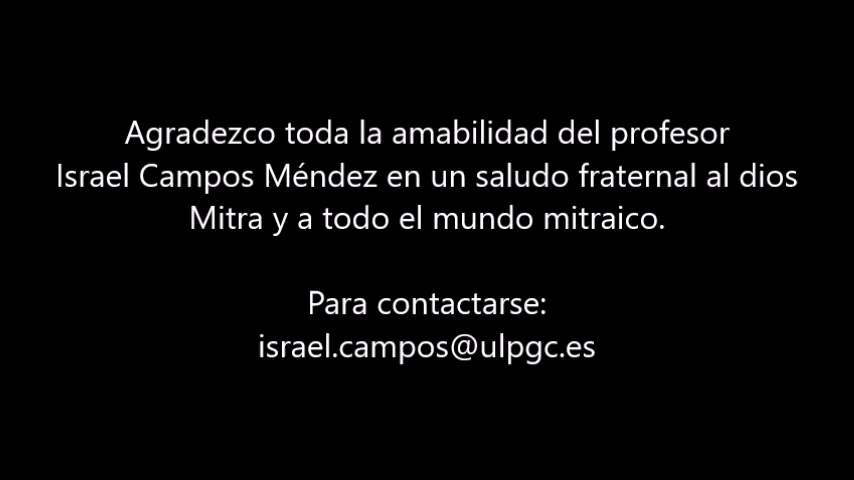 Agradezco toda la amabilidad del profesor
Israel Campos Méndez en un saludo fraternal al dios
Mitra y a todo el mundo mitraico.
Para contactarse:
israel.campos@ulpgc.es